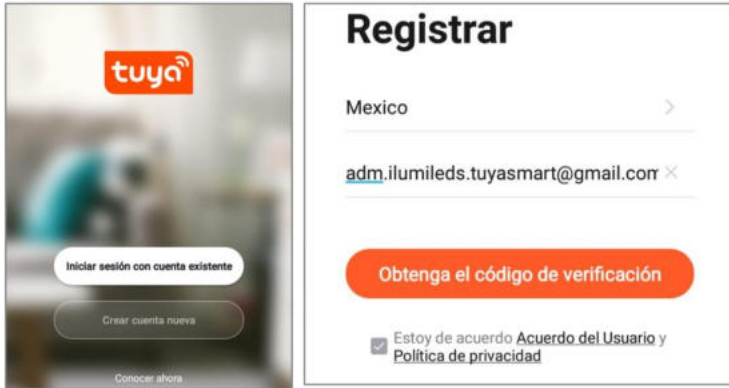 tuya
Iniciar sesión con cuenta existente
Crear cuenta nueva
Conocer ahora
Registrar
Mexico
adm.ilumileds.tuyasmart@gmail.com
Obtenga el código de verificación
Estoy de acuerdo Acuerdo del Usuario y
Política de privacidad